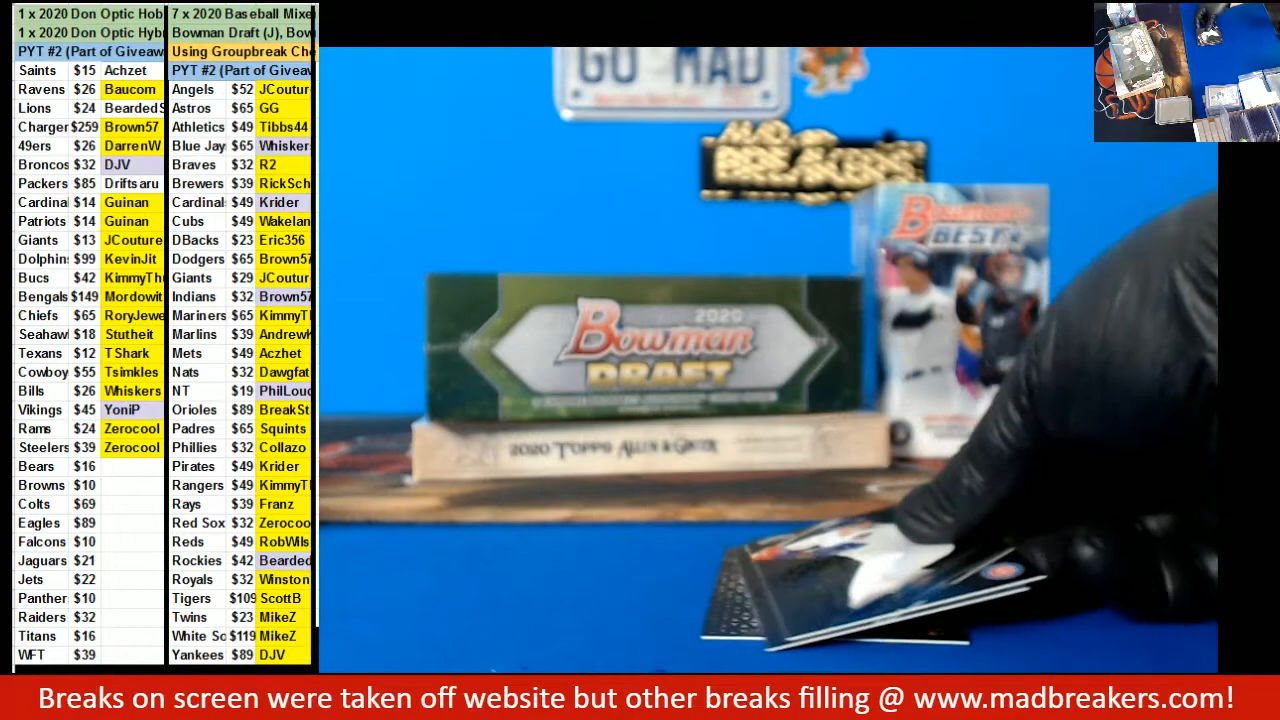 1 x 2020 Don Optic Hob
1 x 2020 Don Optic Hybr
PYT #2 (Part of Giveaw
Saints $15 Achzet
Ravens $26 Baucom
Lions $24 BeardedS
Charger $259 Brown57
49ers $26 DarrenW
Broncos $32 DJV
Packers $85 Driftsaru
Cardinal $14 Guinan
Patriots $14 Guinan
Giants $13 JCouture
Dolphin $99 KevinJit
Bucs $42 KimmyTh
Bengals $149 Mordowit
Chiefs $65 RoryJewe
Seahaw $18 Stutheit
Texans $12 TShark
Cowboy $55 Tsimkles
Bills $26 Whiskers
Vikings $45 YoniP
Rams $24 Zerocool
Steelers $39 Zerocool
Bears $16
Browns $10
Colts $69
Eagles $89
Falcons $10
Jaguars $21
Jets $22
Panther $10
Raiders $32
Titans $16
WFT $39
7 x 2020 Baseball Mixe
Bowman Draft (J), Bow
Using Groupbreak Che
PYT #2 (Part of Giveaw
Angels $52 JCoutur
Astros $65 GG
Athletics $49 Tibbs44
Blue Jay $65 Whisker
Braves $32 R2
Brewers $39 RickSch
Cardinal $49 Krider
Cubs $49 Wakelan
DBacks $23 Eric356
Dodgers $65 Brown57
Giants $29 JCoutur
Indians $32 Brown57
Mariners $65 KimmyT
Marlins $39 Andrew
Mets $49 Aczhet
Nats $32 Dawgfat
NT $19 PhilLou
Orioles $89 BreakSt
Padres $65 Squints
Phillies $32 Collazo
Pirates $49 Krider
Rangers $49 KimmyT
Rays $39 Franz
Red Sox $32 Zerocoo
Reds $49 RobWils
Rockies $42 Bearded
Royals $32 Winston
Tigers $109 ScottB
Twins $23 MikeZ
White So $119 MikeZ
Yankees $89 DJV
GO MAD
MAD
BREAKERS
Bowman's
BEST
2020
Bowman
DRAFT
2020 Topps Allen & Ginter
Breaks on screen were taken off website but other breaks filling @ www.madbreakers.com!